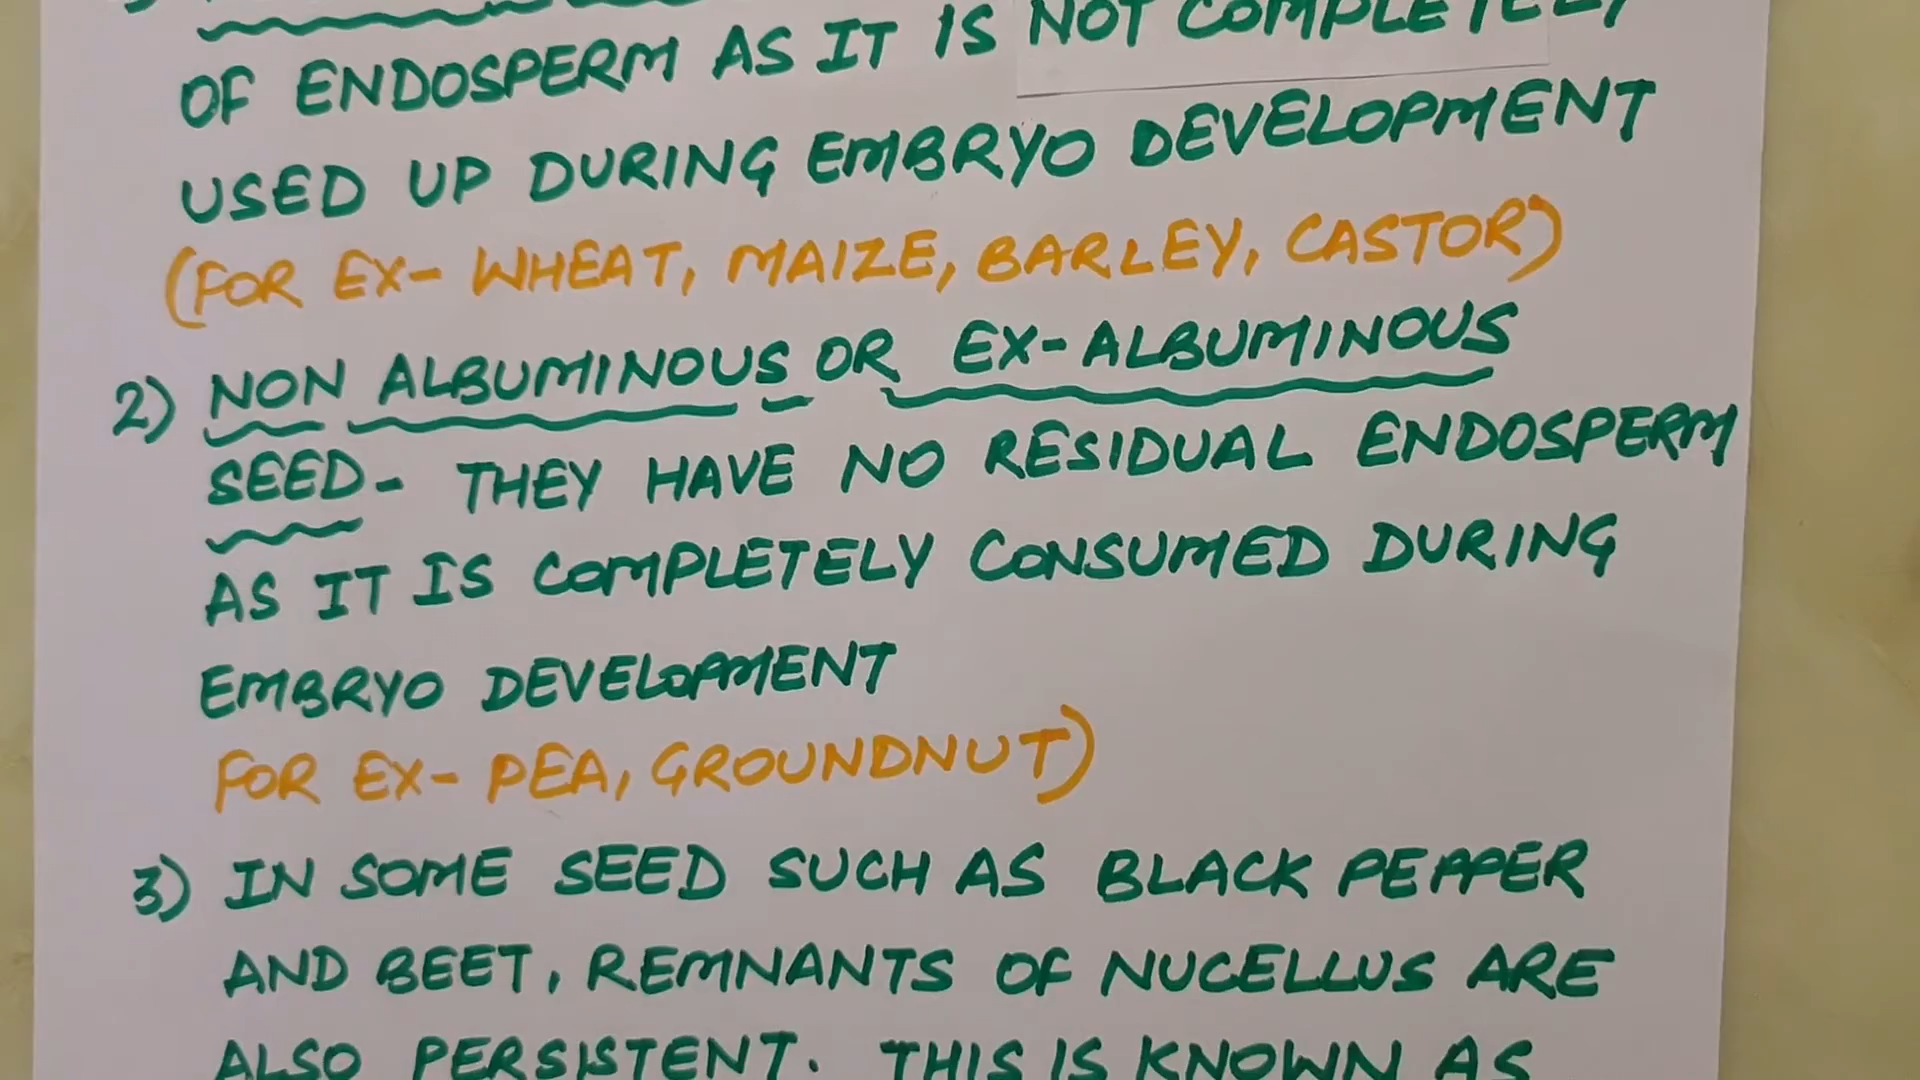 OF ENDOSPERM AS IT IS NOT COMPLETELY
USED UP DURING EMBRYO DEVELOPMENT
(FOR EX- WHEAT, MAIZE, BARLEY, CASTOR)
2) NON ALBUMINOUS OR EX-ALBUMINOUS
SEED- THEY HAVE NO RESIDUAL ENDOSPERM
AS IT IS COMPLETELY CONSUMED DURING
EMBRYO DEVELOPMENT
FOR EX- PEA, GROUNDNUT)
3) IN SOME SEED SUCH AS BLACK PEPPER
AND BEET, REMNANTS OF NUCELLUS ARE
ALSO PERSISTENT. THIS IS KNOWN AS